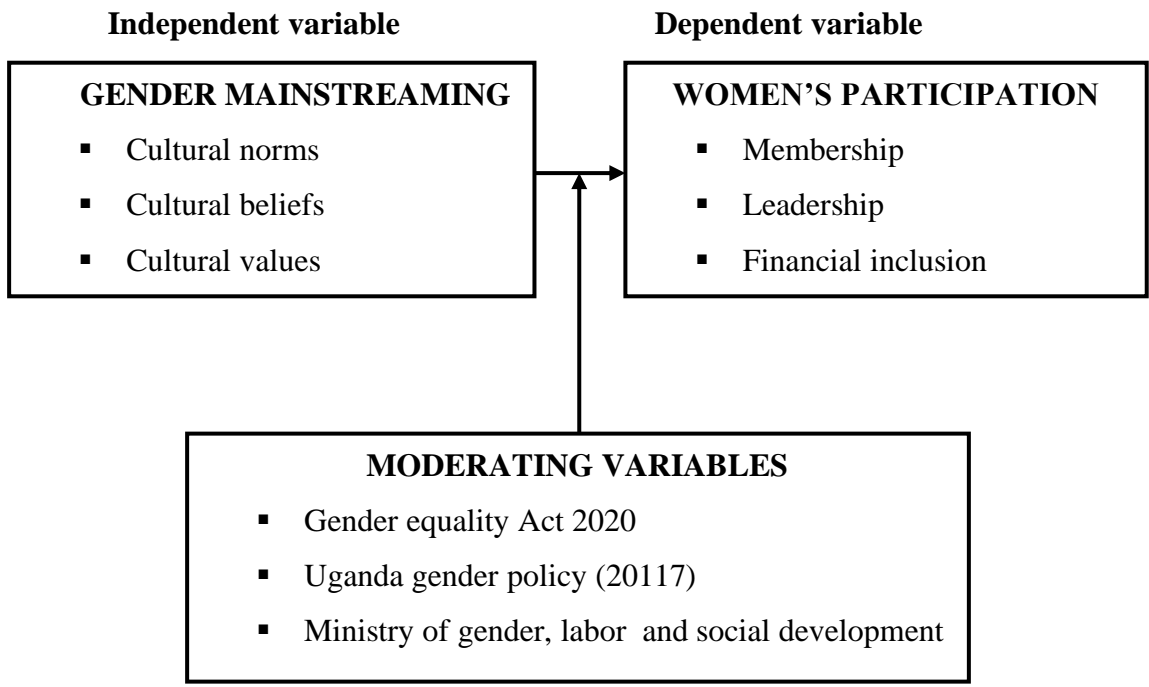 Independent variable
Dependent variable
GENDER MAINSTREAMING
▪ Cultural norms
▪ Cultural beliefs
▪ Cultural values
WOMEN’S PARTICIPATION
▪ Membership
▪ Leadership
▪ Financial inclusion
MODERATING VARIABLES
▪ Gender equality Act 2020
▪ Uganda gender policy (20117)
▪ Ministry of gender, labor and social development